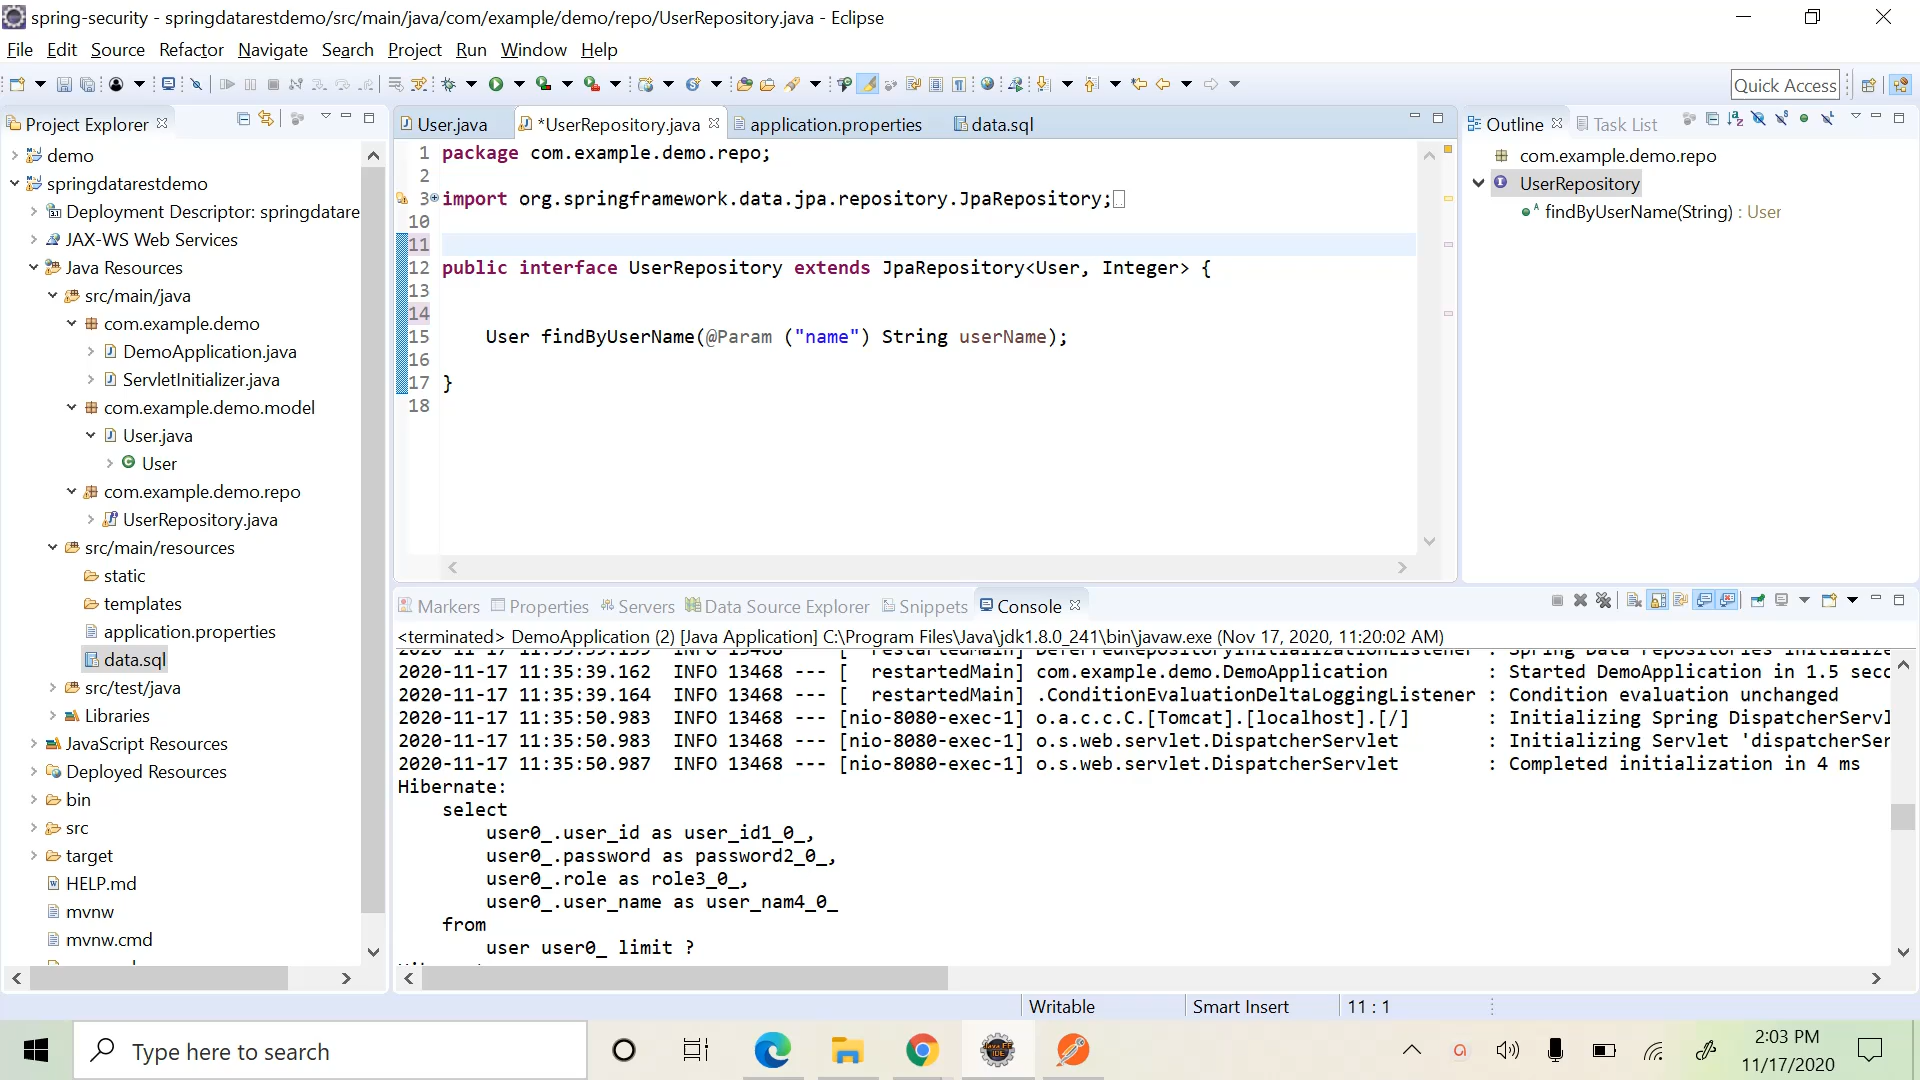 spring-security - springdatarestdemo/src/main/java/com/example/demo/repo/UserRepository.java - Eclipse
File Edit Source Refactor Navigate Search Project Run Window Help
Quick Access
Project Explorer
demo
springdatarestdemo
Deployment Descriptor: springdatare
JAX-WS Web Services
Java Resources
src/main/java
com.example.demo
DemoApplication.java
ServletInitializer.java
com.example.demo.model
User.java
User
com.example.demo.repo
UserRepository.java
src/main/resources
static
templates
application.properties
data.sql
src/test/java
Libraries
JavaScript Resources
Deployed Resources
bin
src
target
HELP.md
mvnw
mvnw.cmd
User.java *UserRepository.java application.properties data.sql
1 package com.example.demo.repo;
2
3 import org.springframework.data.jpa.repository.JpaRepository;
10
11
12 public interface UserRepository extends JpaRepository<User, Integer> {
13
14
15 User findByUserName(@Param ("name") String userName);
16
17 }
18
Outline Task List
com.example.demo.repo
UserRepository
findByUserName(String) : User
Markers Properties Servers Data Source Explorer Snippets Console
<terminated> DemoApplication (2) [Java Application] C:\Program Files\Java\jdk1.8.0_241\bin\javaw.exe (Nov 17, 2020, 11:20:02 AM)
2020-11-17 11:35:39.159 INFO 13468 --- [ restartedMain] DeferredRepositoryInitializationListener : Spring Data repositories initialize
2020-11-17 11:35:39.162 INFO 13468 --- [ restartedMain] com.example.demo.DemoApplication : Started DemoApplication in 1.5 seco
2020-11-17 11:35:39.164 INFO 13468 --- [ restartedMain] .ConditionEvaluationDeltaLoggingListener : Condition evaluation unchanged
2020-11-17 11:35:50.983 INFO 13468 --- [nio-8080-exec-1] o.a.c.c.C.[Tomcat].[localhost].[/] : Initializing Spring DispatcherServl
2020-11-17 11:35:50.983 INFO 13468 --- [nio-8080-exec-1] o.s.web.servlet.DispatcherServlet : Initializing Servlet 'dispatcherSer
2020-11-17 11:35:50.987 INFO 13468 --- [nio-8080-exec-1] o.s.web.servlet.DispatcherServlet : Completed initialization in 4 ms
Hibernate:
select
user0_.user_id as user_id1_0_,
user0_.password as password2_0_,
user0_.role as role3_0_,
user0_.user_name as user_nam4_0_
from
user user0_ limit ?
Writable Smart Insert 11 : 1
Type here to search
2:03 PM
11/17/2020